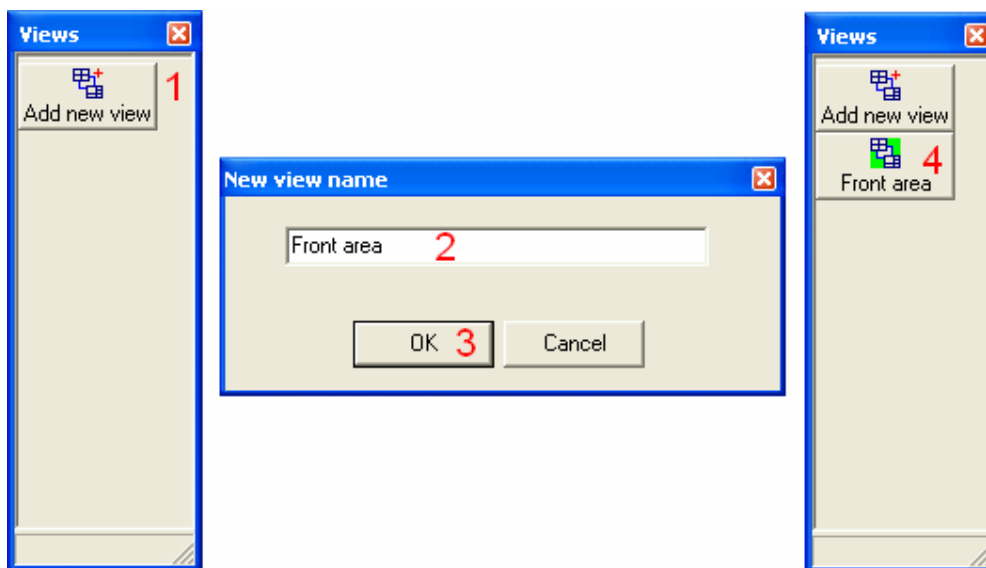 Views
Add new view 1
New view name
Front area 2
OK 3 Cancel
Views
Add new view
4
Front area